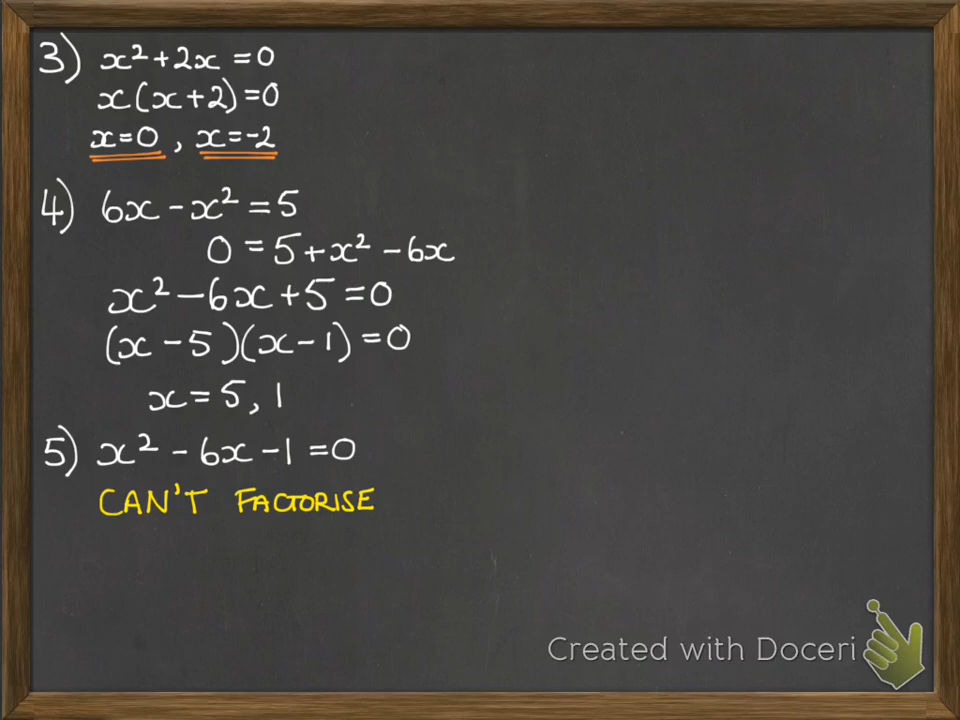 3) x² + 2x = 0
x(x+2) = 0
x=0 , x=-2
4) 6x - x² = 5
0 = 5 + x² - 6x
x² - 6x + 5 = 0
(x - 5)(x - 1) = 0
x = 5, 1
5) x² - 6x - 1 = 0
CAN'T FACTORISE
Created with Doceri